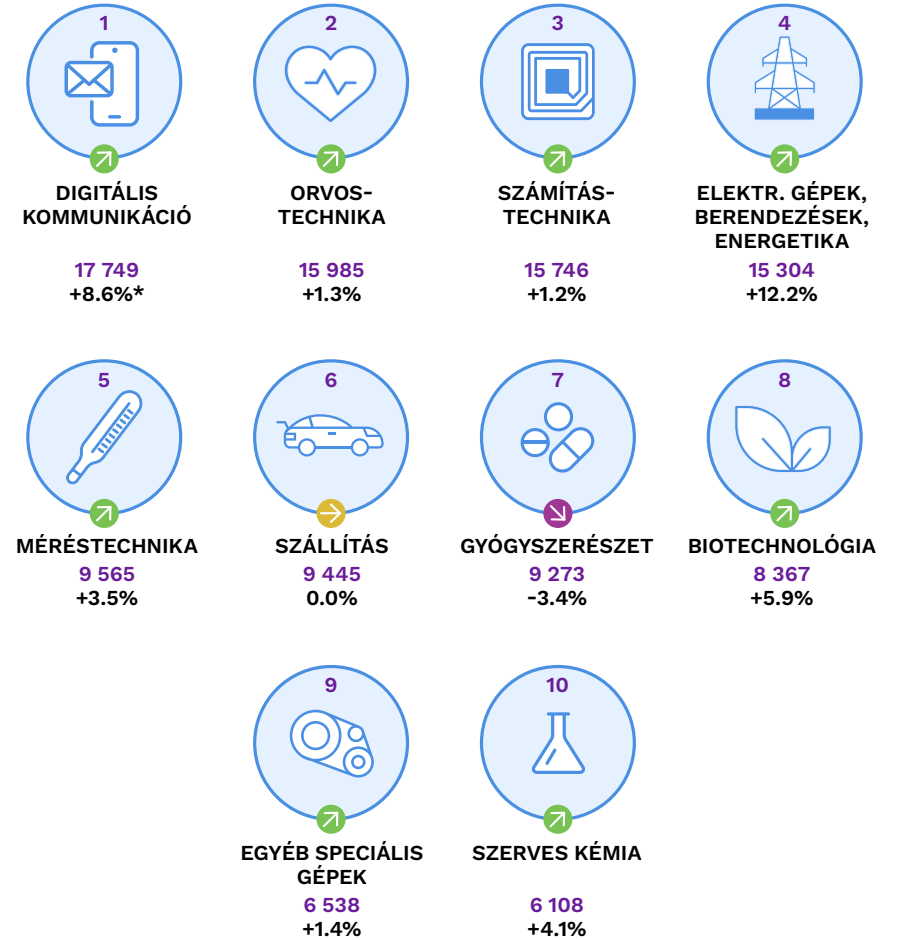 1
DIGITÁLIS
KOMMUNIKÁCIÓ
17 749
+8.6%*
2
ORVOS-
TECHNIKA
15 985
+1.3%
3
SZÁMÍTÁS-
TECHNIKA
15 746
+1.2%
4
ELEKTR. GÉPEK,
BERENDEZÉSEK,
ENERGETIKA
15 304
+12.2%
5
MÉRÉSTECHNIKA
9 565
+3.5%
6
SZÁLLÍTÁS
9 445
0.0%
7
GYÓGYSZERÉSZET
9 273
-3.4%
8
BIOTECHNOLÓGIA
8 367
+5.9%
9
EGYÉB SPECIÁLIS
GÉPEK
6 538
+1.4%
10
SZERVES KÉMIA
6 108
+4.1%